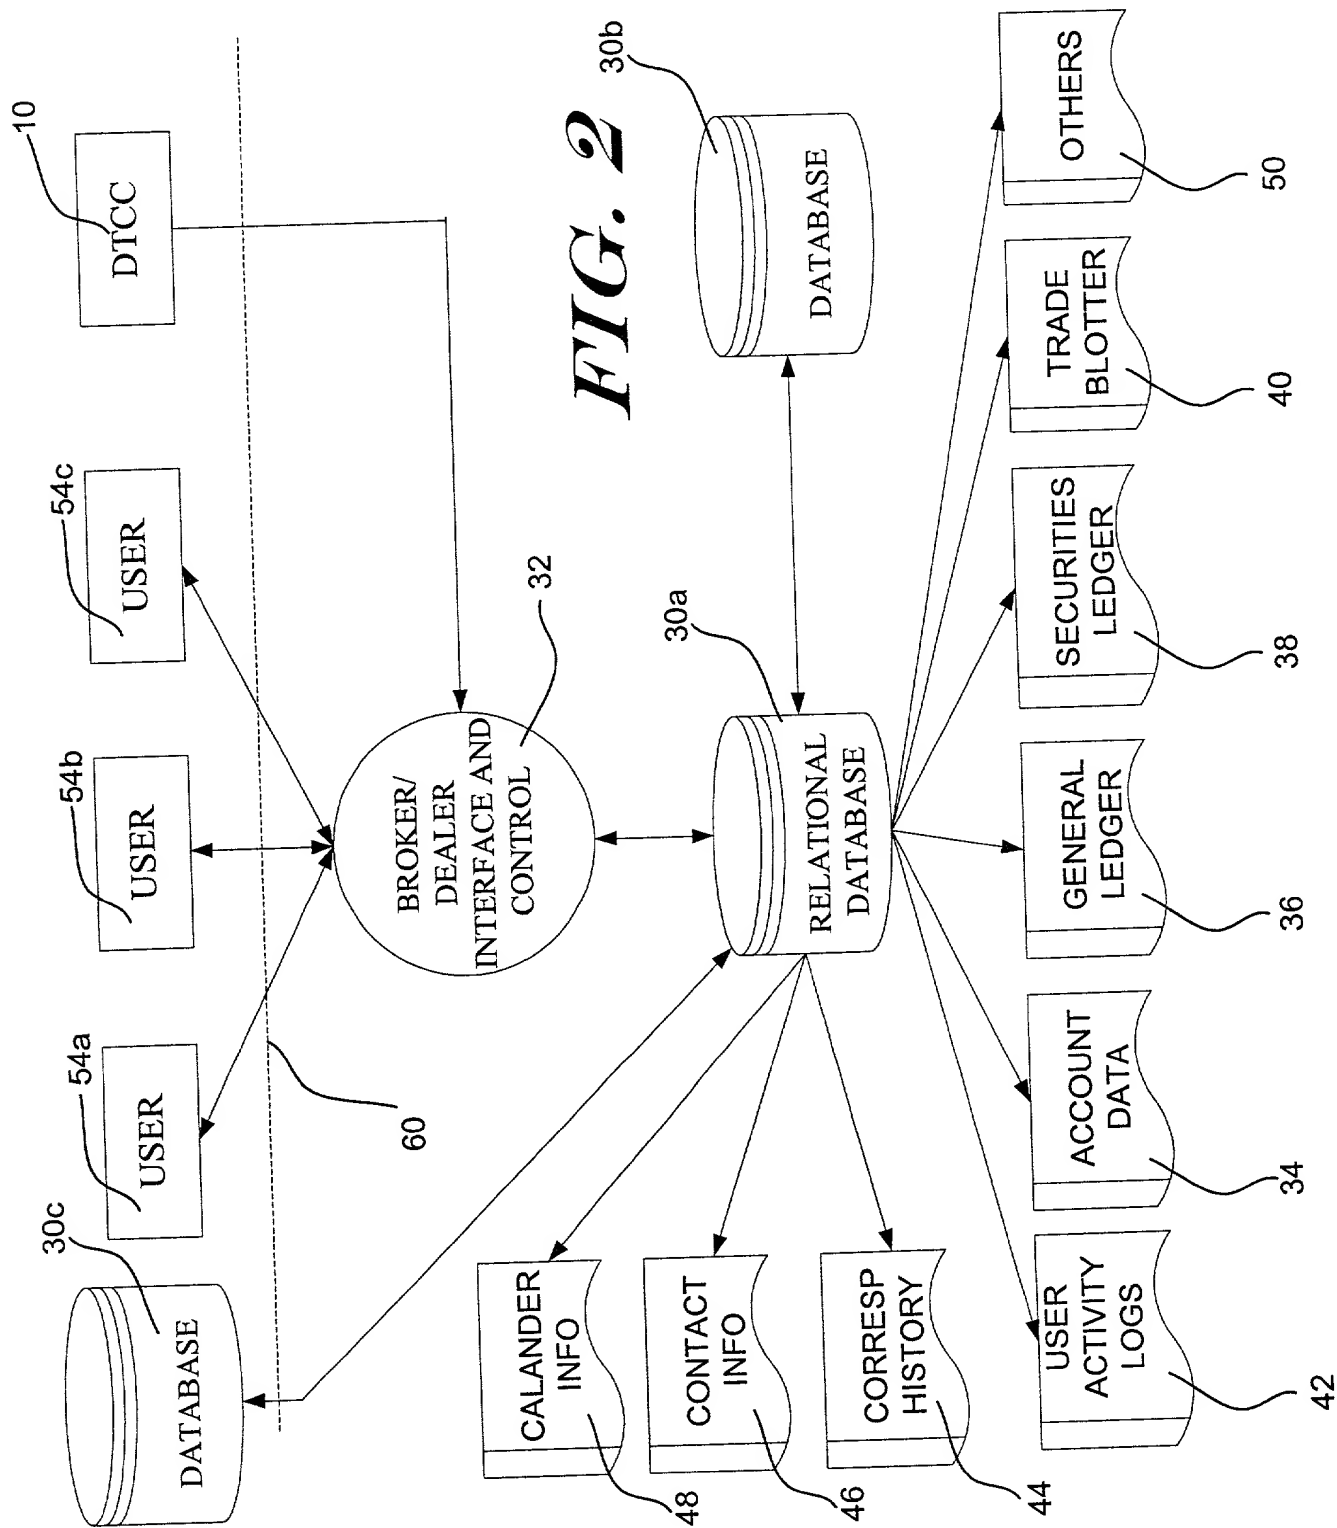 30c
DATABASE
54a
USER
54b
USER
54c
USER
10
DTCC
60
BROKER/
DEALER
INTERFACE AND
CONTROL
32
FIG. 2
CALANDER
INFO
48
CONTACT
INFO
46
CORRESP
HISTORY
44
RELATIONAL
DATABASE
30a
DATABASE
30b
USER
ACTIVITY
LOGS
42
ACCOUNT
DATA
34
GENERAL
LEDGER
36
SECURITIES
LEDGER
38
TRADE
BLOTTER
40
OTHERS
50